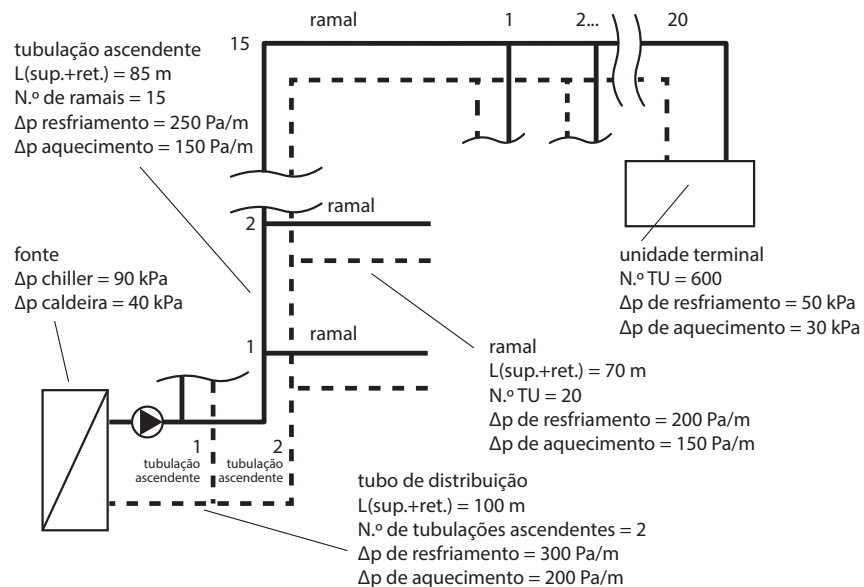 ramal
1
2...
20
15
tubulação ascendente
L(sup.+ret.) = 85 m
N.º de ramais = 15
Δp resfriamento = 250 Pa/m
Δp aquecimento = 150 Pa/m
2
ramal
fonte
Δp chiller = 90 kPa
Δp caldeira = 40 kPa
unidade terminal
N.º TU = 600
Δp de resfriamento = 50 kPa
Δp de aquecimento = 30 kPa
1
ramal
ramal
L(sup.+ret.) = 70 m
N.º TU = 20
Δp de resfriamento = 200 Pa/m
Δp de aquecimento = 150 Pa/m
1
tubulação
ascendente
2
tubulação
ascendente
tubo de distribuição
L(sup.+ret.) = 100 m
N.º de tubulações ascendentes = 2
Δp de resfriamento = 300 Pa/m
Δp de aquecimento = 200 Pa/m